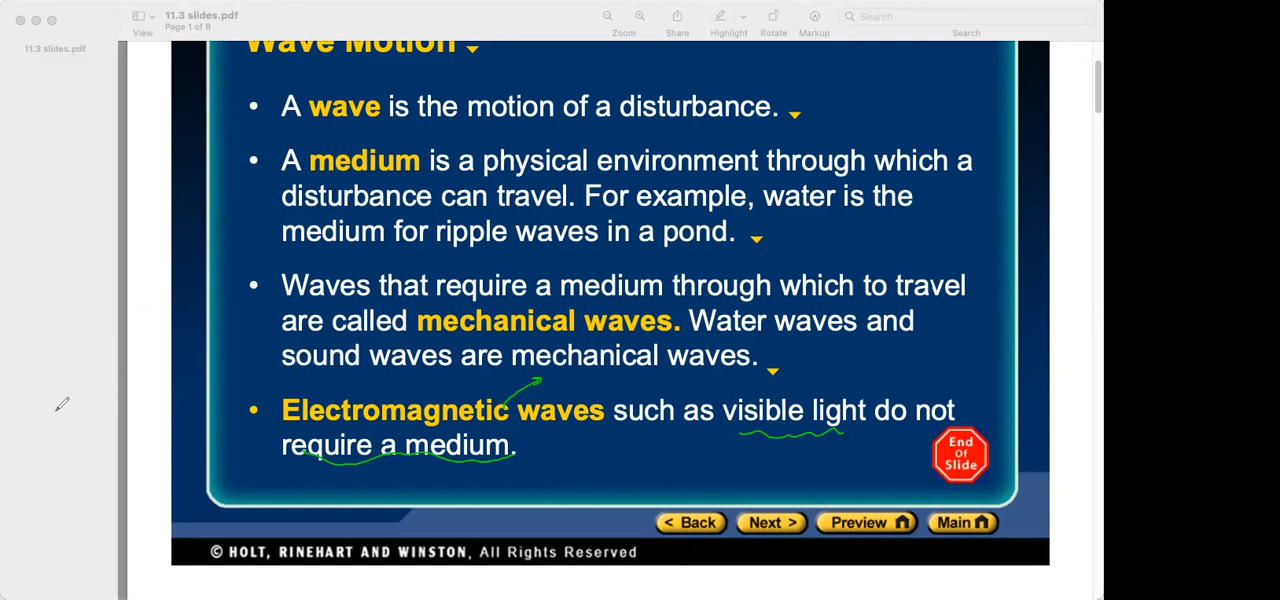 11.3 slides.pdf
Page 1 of 8
View
Zoom
Share
Highlight
Rotate
Markup
Search
Search
11.3 slides.pdf
Wave Motion
• A wave is the motion of a disturbance.
• A medium is a physical environment through which a
disturbance can travel. For example, water is the
medium for ripple waves in a pond.
• Waves that require a medium through which to travel
are called mechanical waves. Water waves and
sound waves are mechanical waves.
• Electromagnetic waves such as visible light do not
require a medium.
End
Of
Slide
< Back
Next >
Preview
Main
© HOLT, RINEHART AND WINSTON, All Rights Reserved